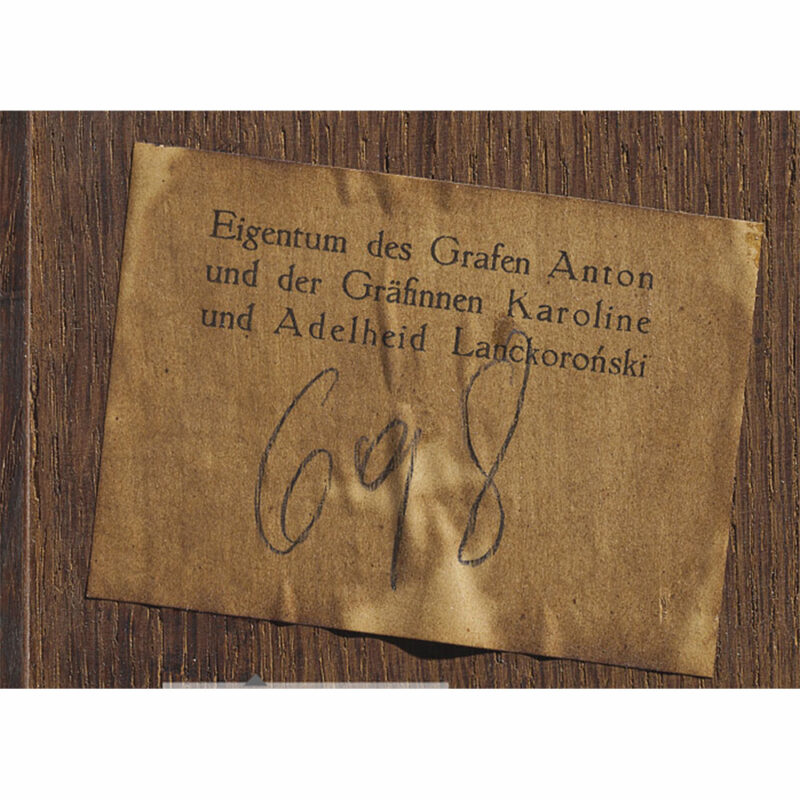 Eigentum des Grafen Anton
und der Gräfinnen Karoline
und Adelheid Lanckoroński
698